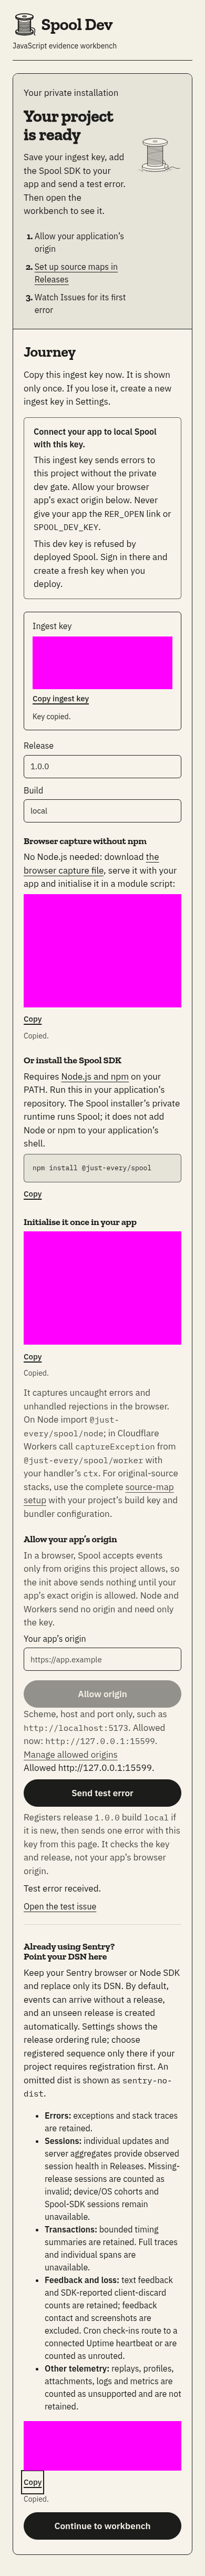 Spool Dev
JavaScript evidence workbench
Your private installation
Your project
is ready
Save your ingest key, add
the Spool SDK to your
app and send a test error.
Then open the
workbench to see it.
1. Allow your application's
origin
2. Set up source maps in
Releases
3. Watch Issues for its first
error
Journey
Copy this ingest key now. It is shown
only once. If you lose it, create a new
ingest key in Settings.
Connect your app to local Spool
with this key.
This ingest key sends errors to
this project without the private
dev gate. Allow your browser
app's exact origin below. Never
give your app the RER_OPEN link or
SPOOL_DEV_KEY.
This dev key is refused by
deployed Spool. Sign in there and
create a fresh key when you
deploy.
Ingest key
Copy ingest key
Key copied.
Release
1.0.0
Build
local
Browser capture without npm
No Node.js needed: download the
browser capture file, serve it with your
app and initialise it in a module script:
Copy
Copied.
Or install the Spool SDK
Requires Node.js and npm on your
PATH. Run this in your application's
repository. The Spool installer's private
runtime runs Spool; it does not add
Node or npm to your application's
shell.
npm install @just-every/spool
Copy
Initialise it once in your app
Copy
Copied.
It captures uncaught errors and
unhandled rejections in the browser.
On Node import @just-
every/spool/node; in Cloudflare
Workers call captureException from
@just-every/spool/worker with
your handler's ctx. For original-source
stacks, use the complete source-map
setup with your project's build key and
bundler configuration.
Allow your app's origin
In a browser, Spool accepts events
only from origins this project allows, so
the init above sends nothing until your
app's exact origin is allowed. Node and
Workers send no origin and need only
the key.
Your app's origin
https://app.example
Allow origin
Scheme, host and port only, such as
http://localhost:5173. Allowed
now: http://127.0.0.1:15599.
Manage allowed origins
Allowed http://127.0.0.1:15599.
Send test error
Registers release 1.0.0 build local if
it is new, then sends one error with this
key from this page. It checks the key
and release, not your app's browser
origin.
Test error received.
Open the test issue
Already using Sentry?
Point your DSN here
Keep your Sentry browser or Node SDK
and replace only its DSN. By default,
events can arrive without a release,
and an unseen release is created
automatically. Settings shows the
release ordering rule; choose
registered sequence only there if your
project requires registration first. An
omitted dist is shown as sentry-no-
dist.
• Errors: exceptions and stack traces
are retained.
• Sessions: individual updates and
server aggregates provide observed
session health in Releases. Missing-
release sessions are counted as
invalid; device/OS cohorts and
Spool-SDK sessions remain
unavailable.
• Transactions: bounded timing
summaries are retained. Full traces
and individual spans are
unavailable.
• Feedback and loss: text feedback
and SDK-reported client-discard
counts are retained; feedback
contact and screenshots are
excluded. Cron check-ins route to a
connected Uptime heartbeat or are
counted as unrouted.
• Other telemetry: replays, profiles,
attachments, logs and metrics are
counted as unsupported and are not
retained.
Copy
Copied.
Continue to workbench